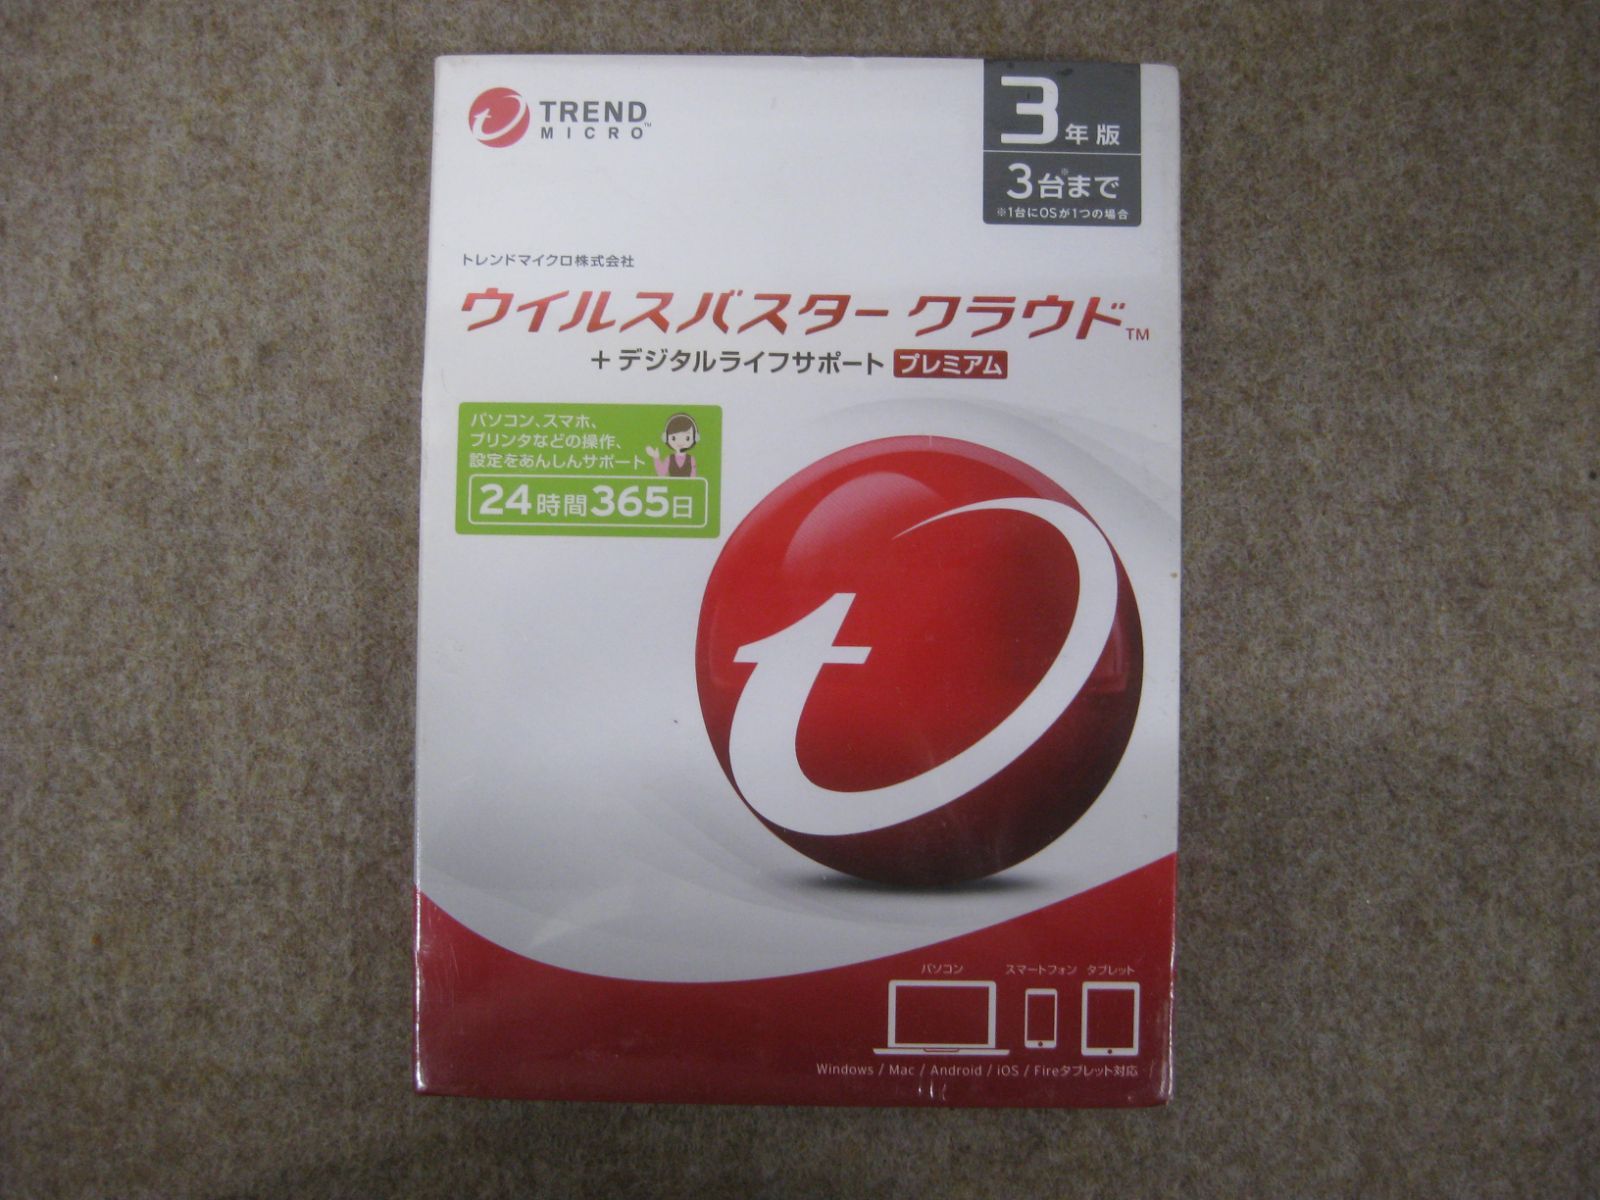 TREND
MICRO™
3年版
3台※まで
※1台にOSが1つの場合
トレンドマイクロ株式会社
ウイルスバスター クラウド™
+デジタルライフサポート プレミアム
パソコン、スマホ、
プリンタなどの操作、
設定をあんしんサポート
24時間365日
パソコン スマートフォン タブレット
Windows / Mac / Android / iOS / Fireタブレット対応